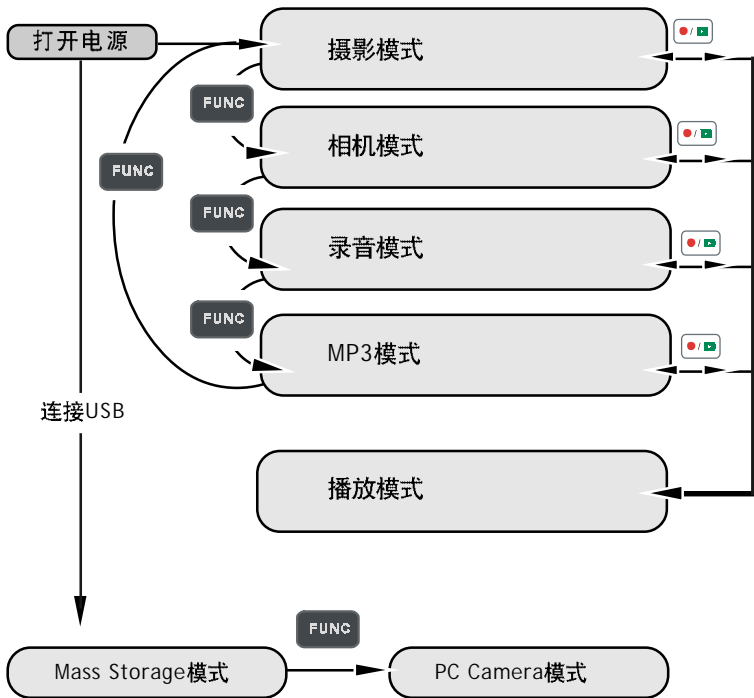 打开电源
摄影模式
FUNC
相机模式
FUNC
FUNC
录音模式
FUNC
MP3模式
连接USB
播放模式
FUNC
Mass Storage模式
PC Camera模式